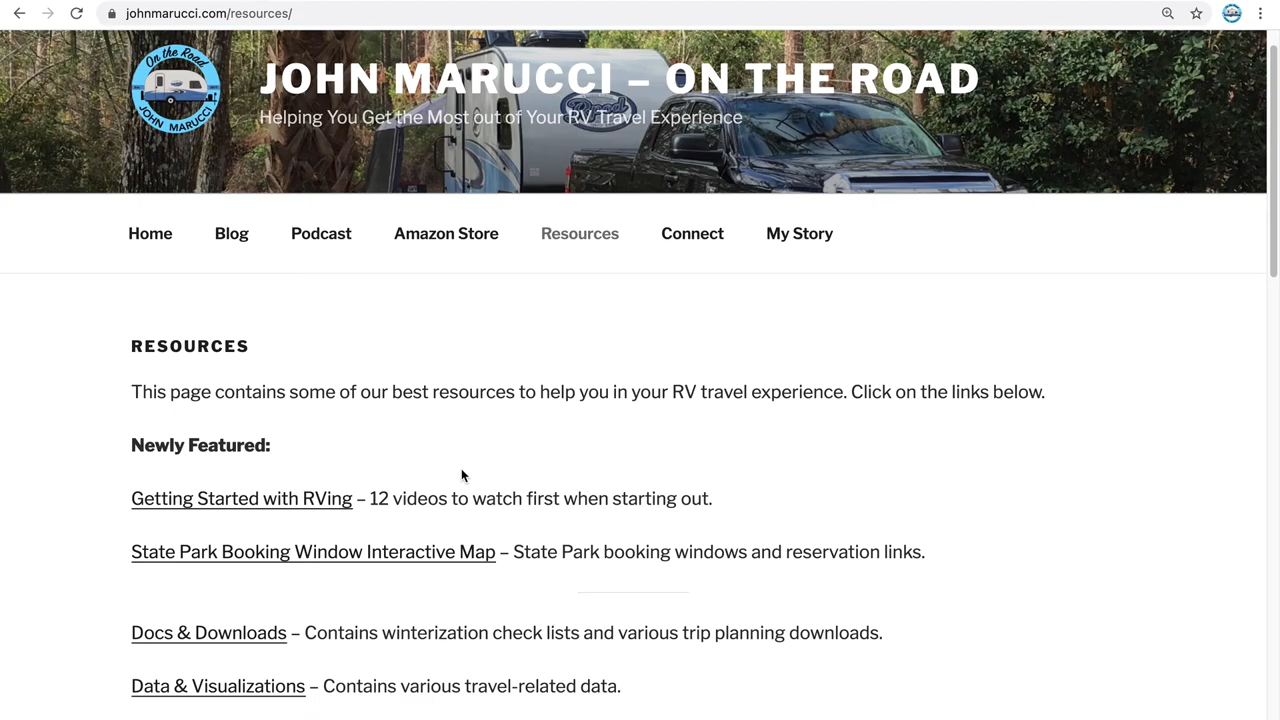 johnmarucci.com/resources/
On the Road
JOHN MARUCCI
JOHN MARUCCI – ON THE ROAD
Helping You Get the Most out of Your RV Travel Experience
Home Blog Podcast Amazon Store Resources Connect My Story
RESOURCES
This page contains some of our best resources to help you in your RV travel experience. Click on the links below.
Newly Featured:
Getting Started with RVing – 12 videos to watch first when starting out.
State Park Booking Window Interactive Map – State Park booking windows and reservation links.
Docs & Downloads – Contains winterization check lists and various trip planning downloads.
Data & Visualizations – Contains various travel-related data.